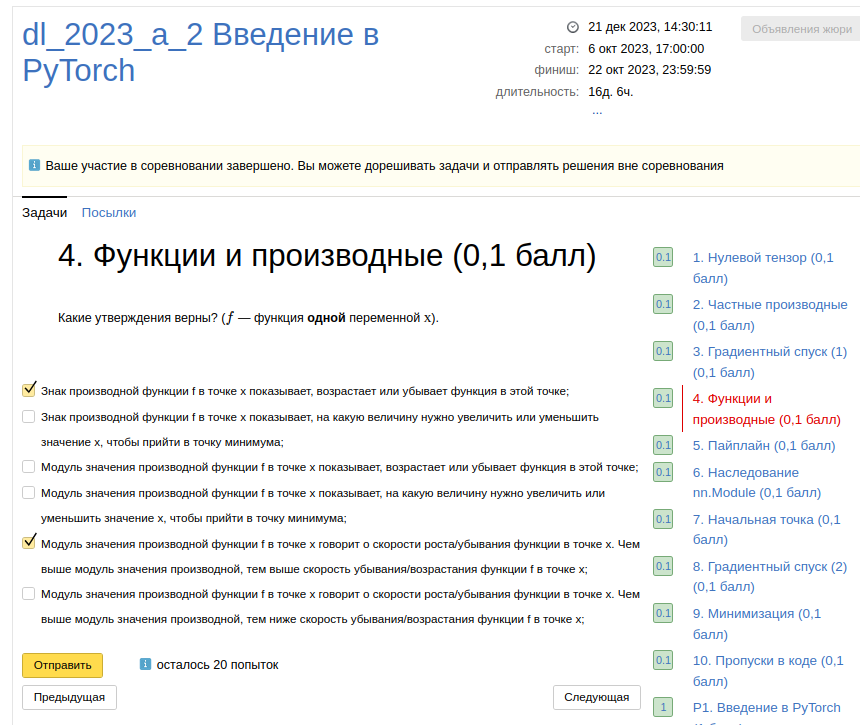 dl_2023_a_2 Введение в
PyTorch
21 дек 2023, 14:30:11
старт: 6 окт 2023, 17:00:00
финиш: 22 окт 2023, 23:59:59
длительность: 16д. 6ч.
...
Объявления жюри
Ваше участие в соревновании завершено. Вы можете дорешивать задачи и отправлять решения вне соревнования
Задачи Посылки
4. Функции и производные (0,1 балл)
Какие утверждения верны? (f — функция одной переменной x).
Знак производной функции f в точке x показывает, возрастает или убывает функция в этой точке;
Знак производной функции f в точке x показывает, на какую величину нужно увеличить или уменьшить
значение x, чтобы прийти в точку минимума;
Модуль значения производной функции f в точке x показывает, возрастает или убывает функция в этой точке;
Модуль значения производной функции f в точке x показывает, на какую величину нужно увеличить или
уменьшить значение x, чтобы прийти в точку минимума;
Модуль значения производной функции f в точке x говорит о скорости роста/убывания функции в точке x. Чем
выше модуль значения производной, тем выше скорость убывания/возрастания функции f в точке x;
Модуль значения производной функции f в точке x говорит о скорости роста/убывания функции в точке x. Чем
выше модуль значения производной, тем ниже скорость убывания/возрастания функции f в точке x;
Отправить осталось 20 попыток
Предыдущая Следующая
0.1 1. Нулевой тензор (0,1
балл)
0.1 2. Частные производные
(0,1 балл)
0.1 3. Градиентный спуск (1)
(0,1 балл)
0.1 4. Функции и
производные (0,1 балл)
0.1 5. Пайплайн (0,1 балл)
0.1 6. Наследование
nn.Module (0,1 балл)
0.1 7. Начальная точка (0,1
балл)
0.1 8. Градиентный спуск (2)
(0,1 балл)
0.1 9. Минимизация (0,1
балл)
0.1 10. Пропуски в коде (0,1
балл)
1 P1. Введение в PyTorch